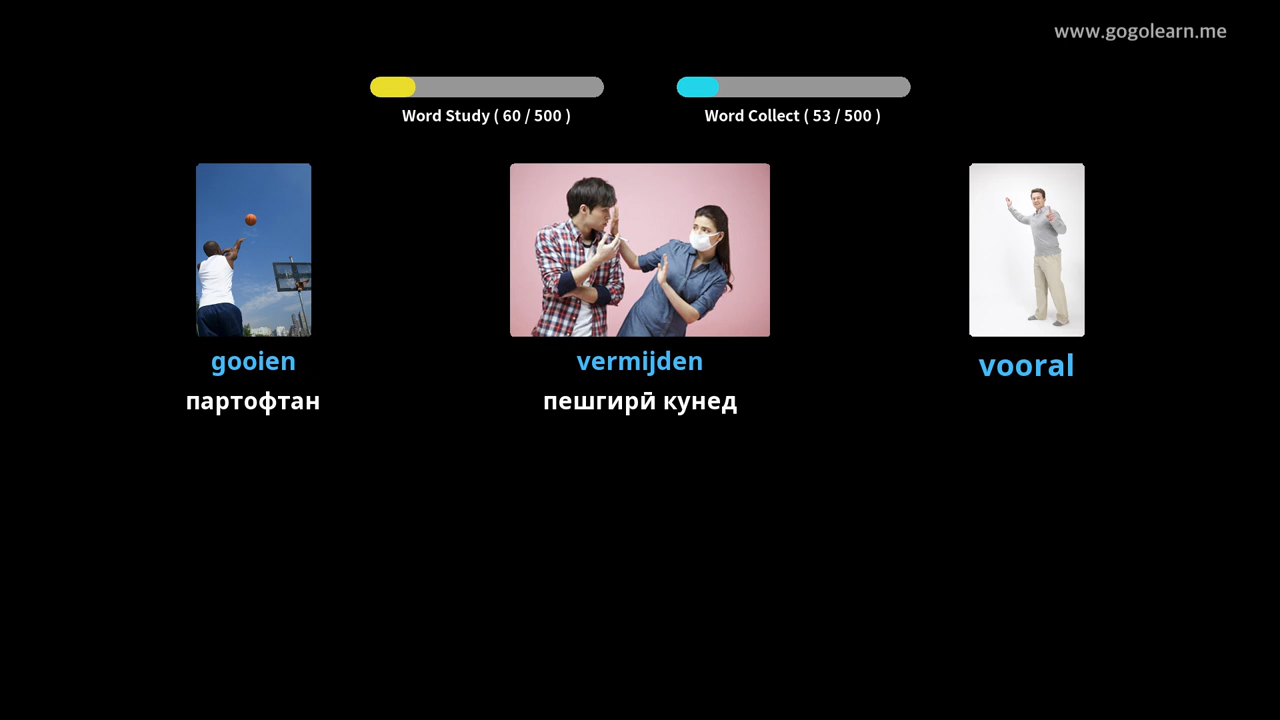 www.gogolearn.me
Word Study ( 60 / 500 )
Word Collect ( 53 / 500 )
gooien
vermijden
vooral
партофтан
пешгирӣ кунед